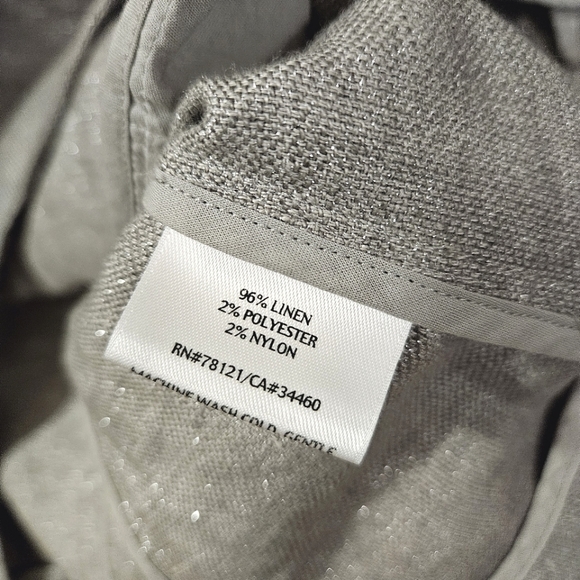 96% LINEN
2% POLYESTER
2% NYLON
RN#78121/CA#34460
MACHINE WASH COLD, GENTLE